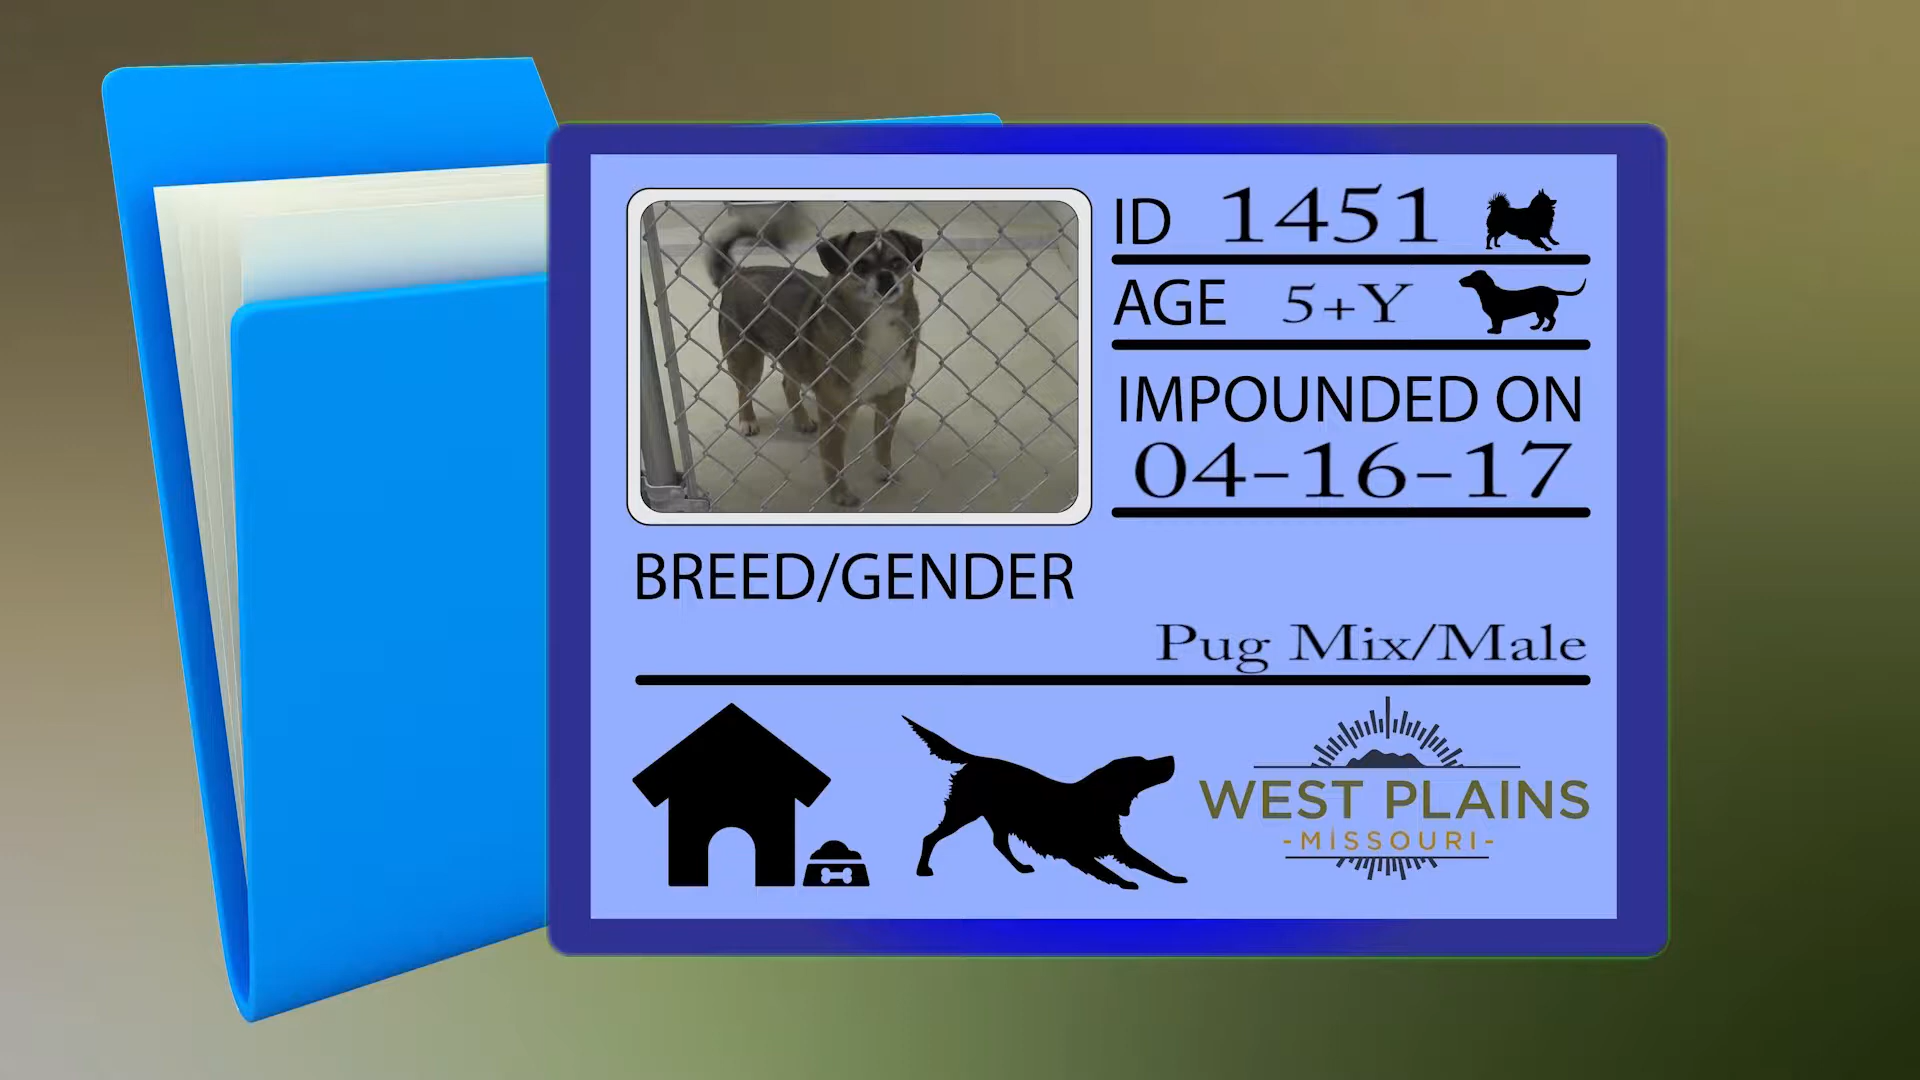 ID 1451
AGE 5+Y
IMPOUNDED ON
04-16-17
BREED/GENDER
Pug Mix/Male
WEST PLAINS
-MISSOURI-